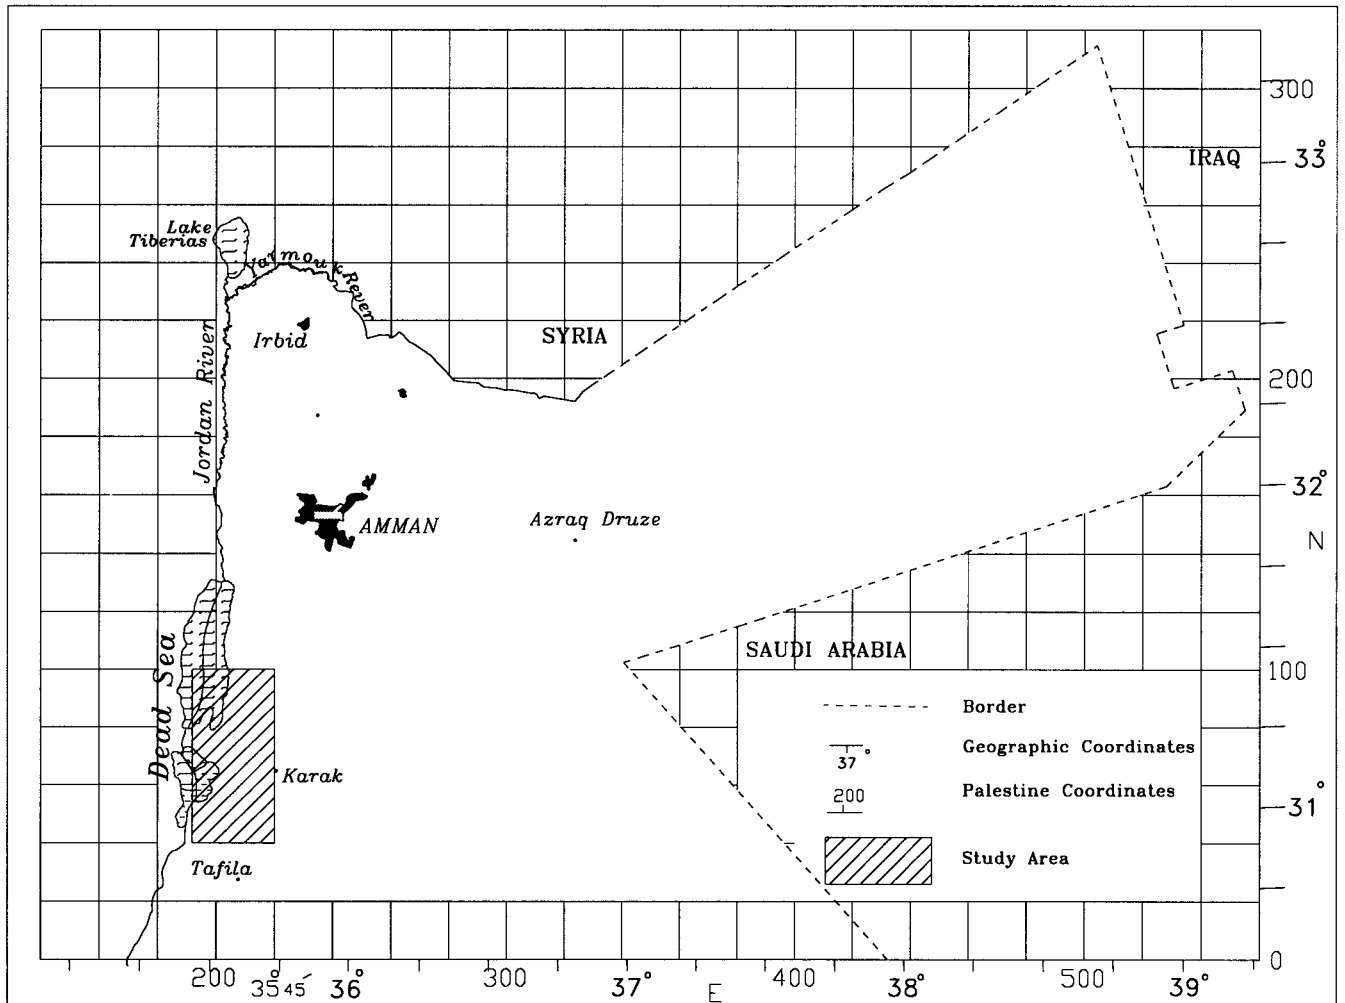 300
33°
IRAQ
Lake
Tiberias
Yarmouk River
SYRIA
Irbid
Jordan River
200
32°
AMMAN
Azraq Druze
N
Dead Sea
SAUDI ARABIA
100
Border
Geographic Coordinates
37°
Palestine Coordinates
200
Karak
31°
Study Area
Tafila
0
200
35°45′
36°
300
37°
E
400
38°
500
39°